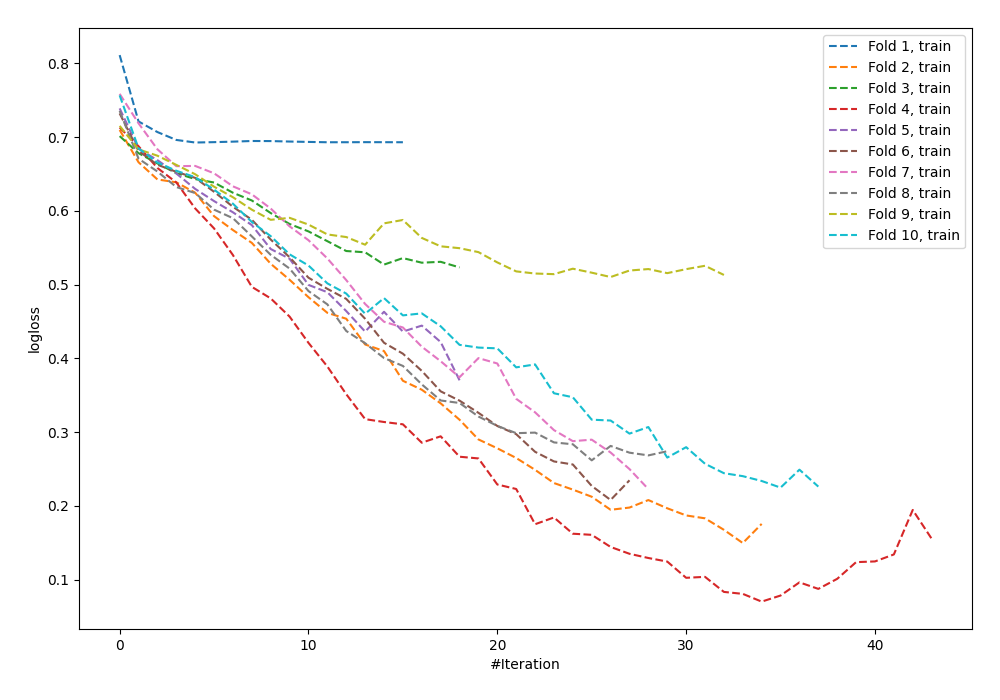 0.8
0.7
0.6
0.5
0.4
0.3
0.2
0.1
logloss
0
10
20
30
40
#Iteration
Fold 1, train
Fold 2, train
Fold 3, train
Fold 4, train
Fold 5, train
Fold 6, train
Fold 7, train
Fold 8, train
Fold 9, train
Fold 10, train